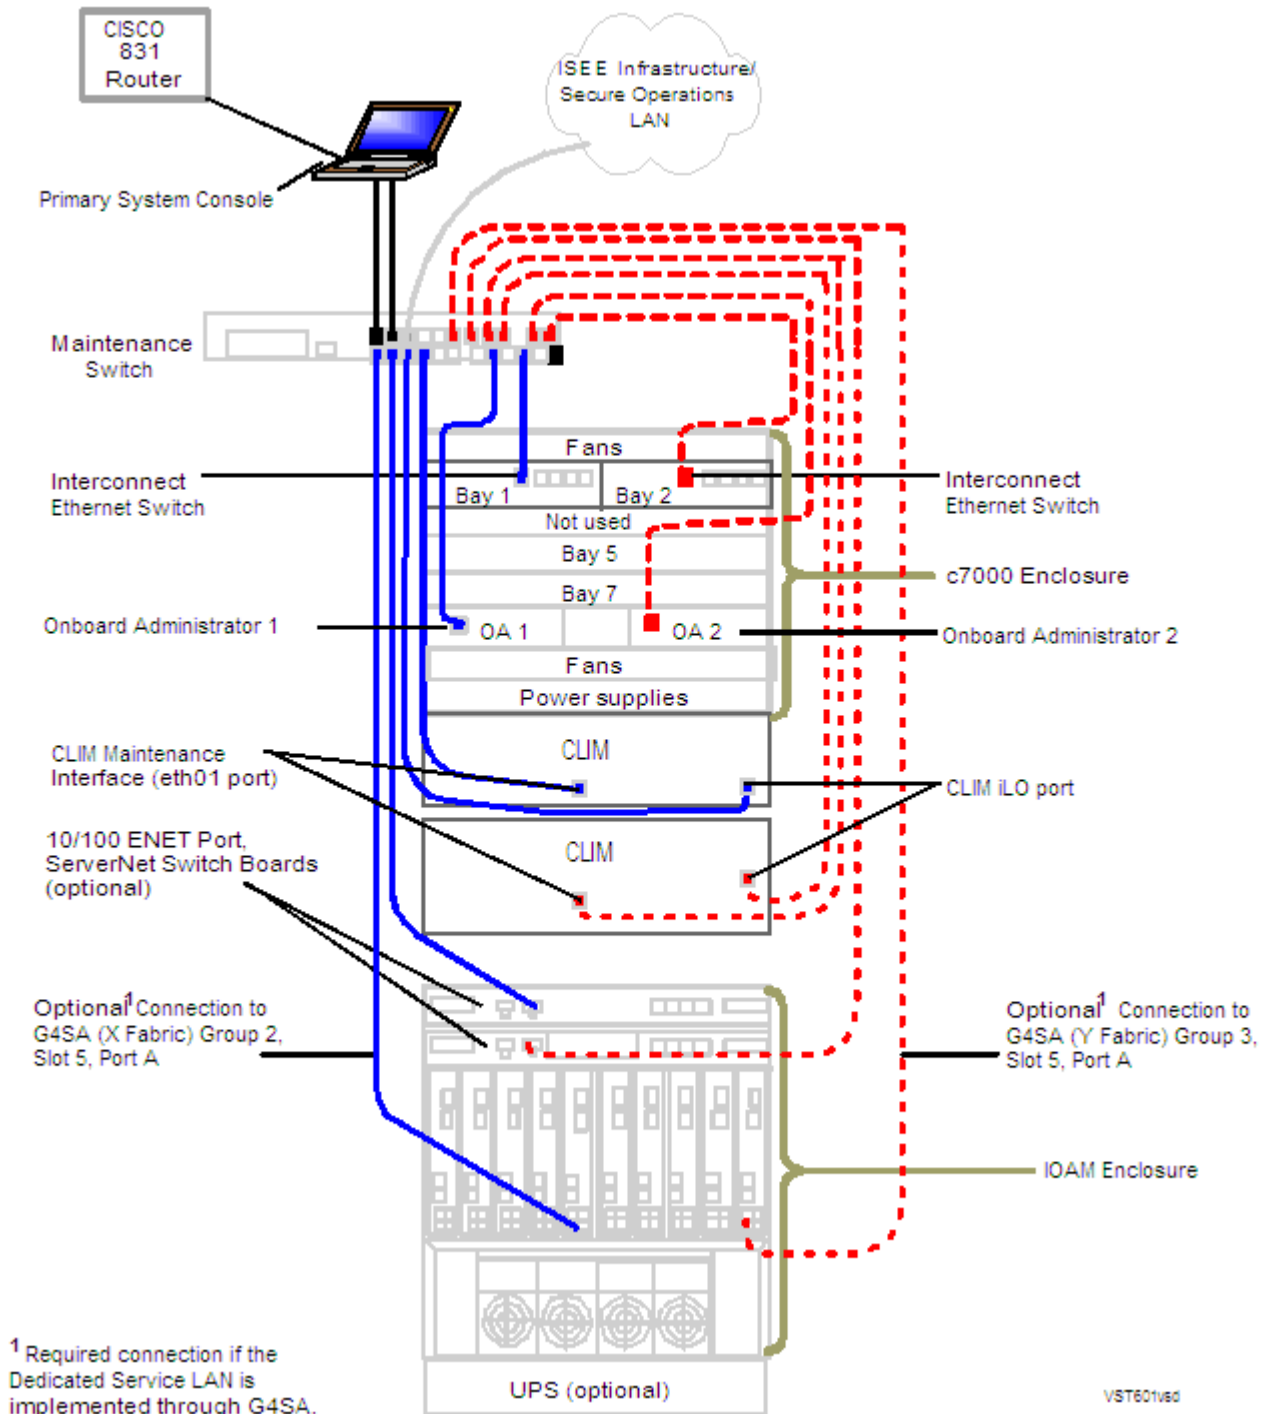 CISCO
831
Router
ISEE Infrastructure/
Secure Operations
LAN
Primary System Console
Maintenance
Switch
Fans
Interconnect
Ethernet Switch
Bay 1
Bay 2
Interconnect
Ethernet Switch
Not used
Bay 5
c7000 Enclosure
Bay 7
Onboard Administrator 1
OA 1
OA 2
Onboard Administrator 2
Fans
Power supplies
CLIM Maintenance
Interface (eth01 port)
CLIM
CLIM iLO port
10/100 ENET Port,
ServerNet Switch Boards
(optional)
CLIM
Optional1 Connection to
G4SA (X Fabric) Group 2,
Slot 5, Port A
Optional1 Connection to
G4SA (Y Fabric) Group 3,
Slot 5, Port A
IOAM Enclosure
1 Required connection if the
Dedicated Service LAN is
implemented through G4SA.
UPS (optional)
VST601vsd